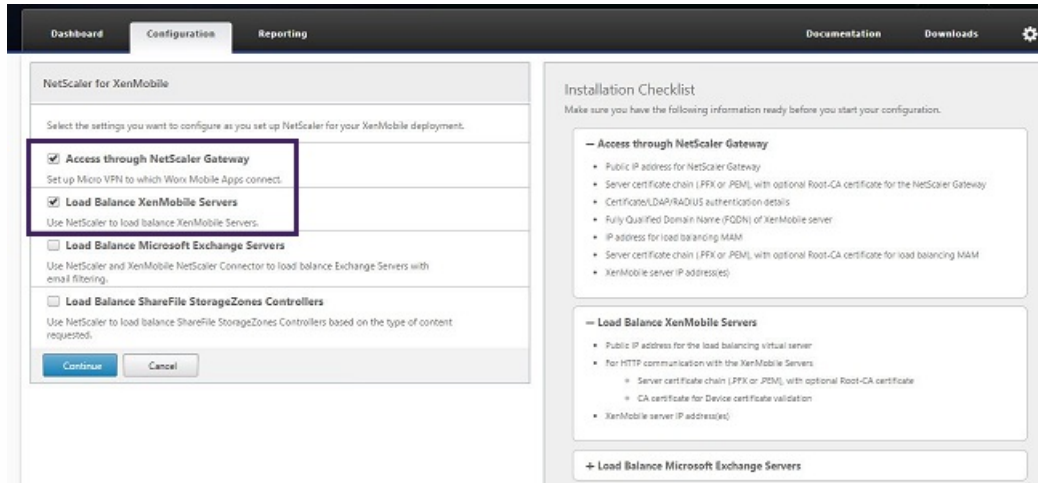 Dashboard Configuration Reporting Documentation Downloads
NetScaler for XenMobile
Select the settings you want to configure as you set up NetScaler for your XenMobile deployment.
Access through NetScaler Gateway
Set up Micro VPN to which Worx Mobile Apps connect.
Load Balance XenMobile Servers
Use NetScaler to load balance XenMobile Servers.
Load Balance Microsoft Exchange Servers
Use NetScaler and XenMobile NetScaler Connector to load balance Exchange Servers with
email filtering.
Load Balance ShareFile StorageZones Controllers
Use NetScaler to load balance ShareFile StorageZones Controllers based on the type of content
requested.
Continue Cancel
Installation Checklist
Make sure you have the following information ready before you start your configuration.
— Access through NetScaler Gateway
• Public IP address for NetScaler Gateway
• Server certificate chain (.PFX or .PEM), with optional Root-CA certificate for the NetScaler Gateway
• Certificate/LDAP/RADIUS authentication details
• Fully Qualified Domain Name (FQDN) of XenMobile server
• IP address for load balancing MAM
• Server certificate chain (.PFX or .PEM), with optional Root-CA certificate for load balancing MAM
• XenMobile server IP address(es)
— Load Balance XenMobile Servers
• Public IP address for the load balancing virtual server
• For HTTP communication with the XenMobile Servers
Server certificate chain (.PFX or .PEM), with optional Root-CA certificate
CA certificate for Device certificate validation
• XenMobile server IP address(es)
+ Load Balance Microsoft Exchange Servers